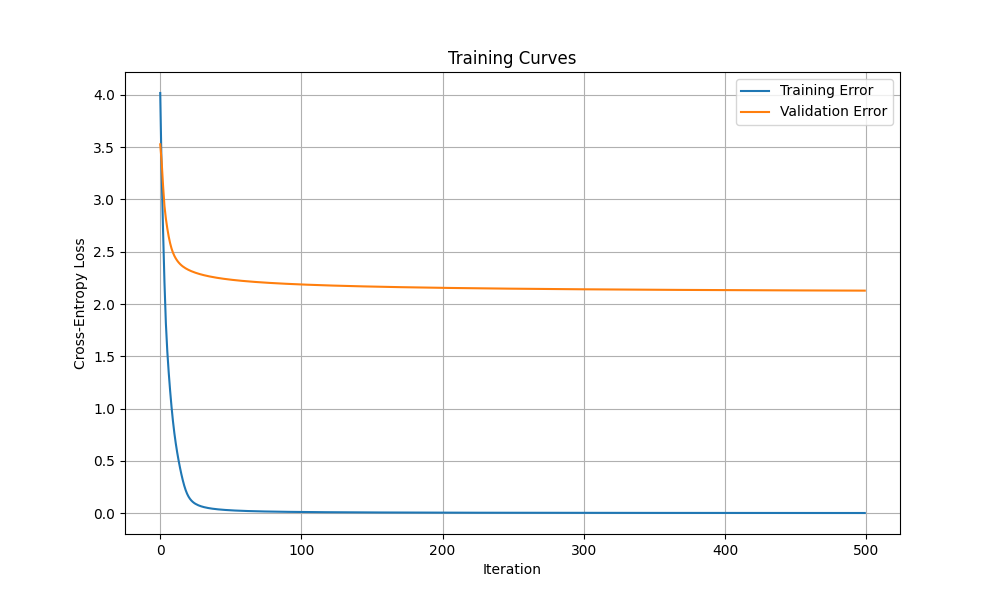 Training Curves
Training Error
Validation Error
Cross-Entropy Loss
4.0
3.5
3.0
2.5
2.0
1.5
1.0
0.5
0.0
0 100 200 300 400 500
Iteration